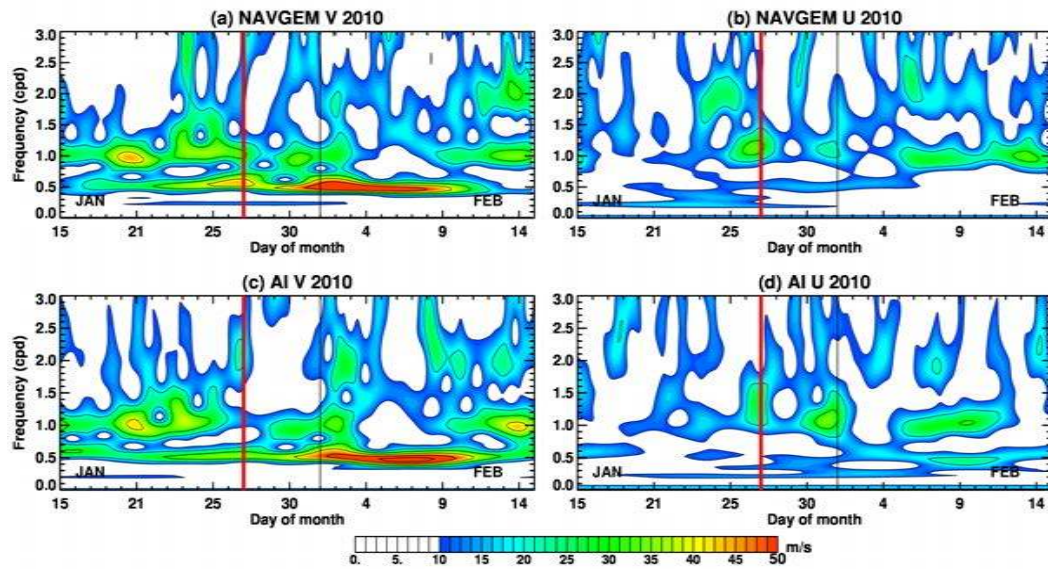 (a) NAVGEM V 2010
3.0
2.5
2.0
1.5
1.0
0.5
0.0
Frequency (cpd)
JAN
FEB
15 21 25 30 4 9 14
Day of month
(b) NAVGEM U 2010
3.0
2.5
2.0
1.5
1.0
0.5
0.0
JAN
FEB
15 21 25 30 4 9 14
Day of month
(c) AI V 2010
3.0
2.5
2.0
1.5
1.0
0.5
0.0
Frequency (cpd)
JAN
FEB
15 21 25 30 4 9 14
Day of month
(d) AI U 2010
3.0
2.5
2.0
1.5
1.0
0.5
0.0
JAN
FEB
15 21 25 30 4 9 14
Day of month
0. 5. 10 15 20 25 30 35 40 45 50 m/s